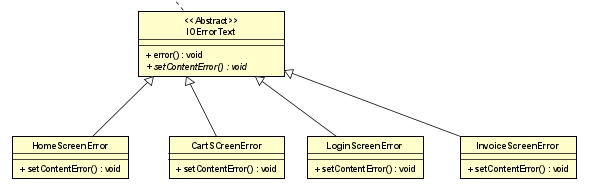 <<Abstract>>
IOErrorText
+ error() : void
+ setContentError() : void
HomeScreenError
+ setContentError() : void
CartSCreenError
+ setContentError() : void
LoginScreenError
+ setContentError() : void
InvoiceScreenError
+ setContentError() : void